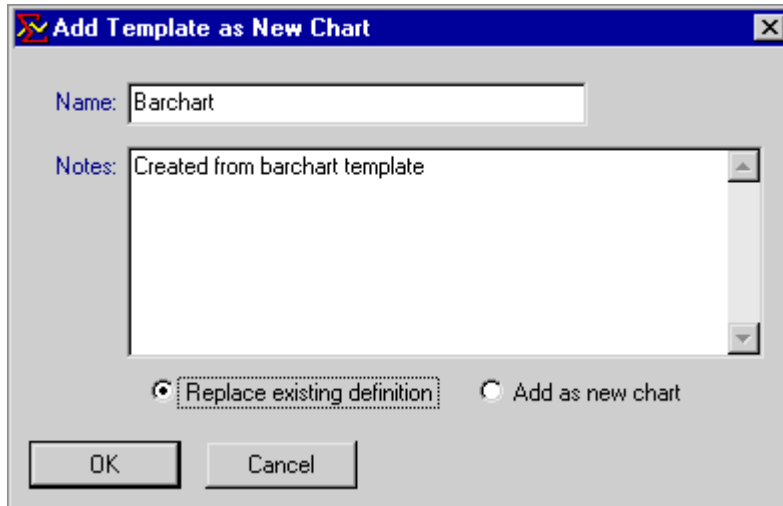 Add Template as New Chart
Name: Barchart
Notes: Created from barchart template
Replace existing definition Add as new chart
OK Cancel